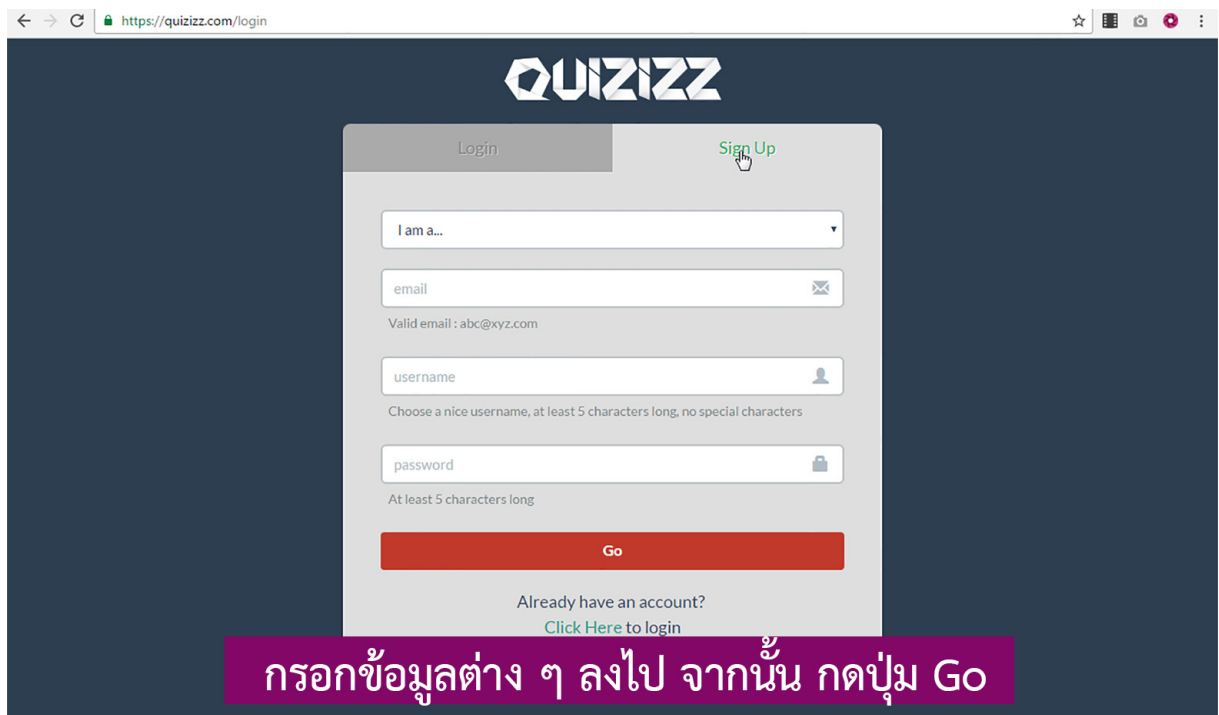 https://quizizz.com/login
QUIZIZZ
Login
Sign Up
I am a...
email
Valid email : abc@xyz.com
username
Choose a nice username, at least 5 characters long, no special characters
password
At least 5 characters long
Go
Already have an account?
Click Here to login
กรอกข้อมูลต่าง ๆ ลงไป จากนั้น กดปุ่ม Go